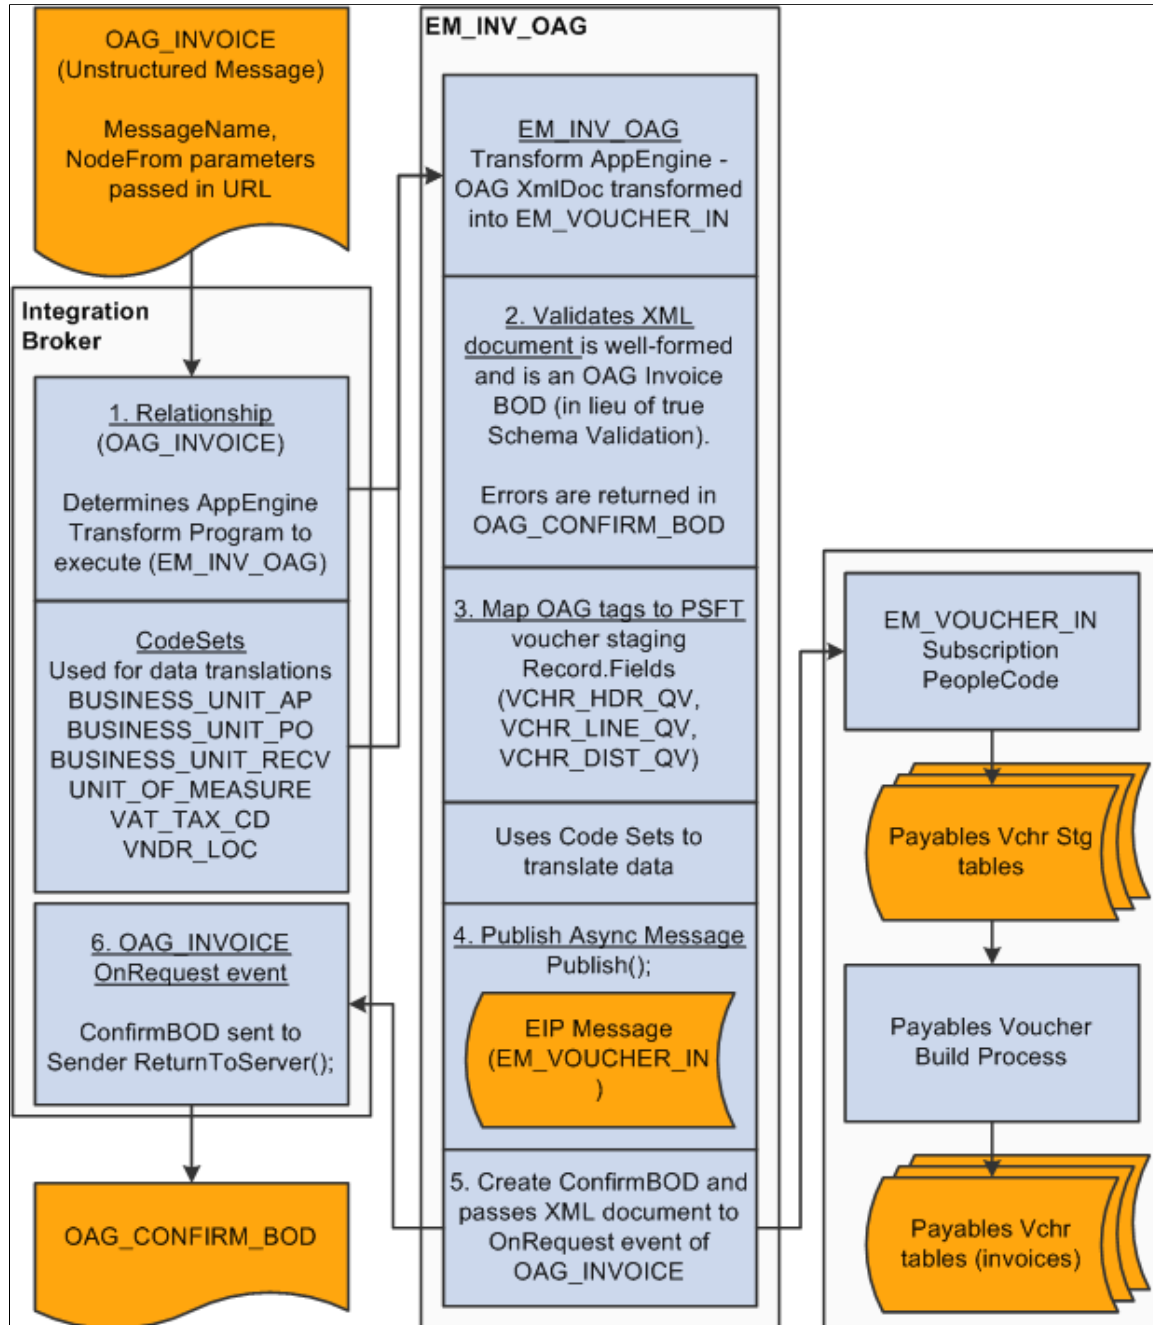 OAG_INVOICE
(Unstructured Message)
MessageName,
NodeFrom parameters
passed in URL
Integration
Broker
1. Relationship
(OAG_INVOICE)
Determines AppEngine
Transform Program to
execute (EM_INV_OAG)
CodeSets
Used for data translations
BUSINESS_UNIT_AP
BUSINESS_UNIT_PO
BUSINESS_UNIT_RECV
UNIT_OF_MEASURE
VAT_TAX_CD
VNDR_LOC
6. OAG_INVOICE
OnRequest event
ConfirmBOD sent to
Sender ReturnToServer();
OAG_CONFIRM_BOD
EM_INV_OAG
EM_INV_OAG
Transform AppEngine -
OAG XmlDoc transformed
into EM_VOUCHER_IN
2. Validates XML
document is well-formed
and is an OAG Invoice
BOD (in lieu of true
Schema Validation).
Errors are returned in
OAG_CONFIRM_BOD
3. Map OAG tags to PSFT
voucher staging
Record.Fields
(VCHR_HDR_QV,
VCHR_LINE_QV,
VCHR_DIST_QV)
Uses Code Sets to
translate data
4. Publish Async Message
Publish();
EIP Message
(EM_VOUCHER_IN
)
5. Create ConfirmBOD and
passes XML document to
OnRequest event of
OAG_INVOICE
EM_VOUCHER_IN
Subscription
PeopleCode
Payables Vchr Stg
tables
Payables Voucher
Build Process
Payables Vchr
tables (invoices)